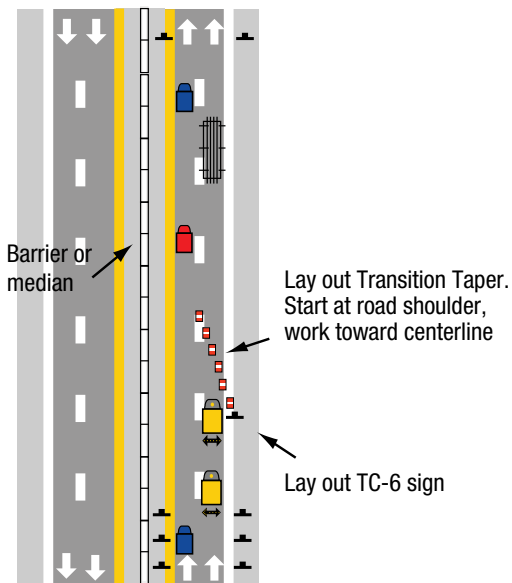 Barrier or
median
Lay out Transition Taper.
Start at road shoulder,
work toward centerline
Lay out TC-6 sign